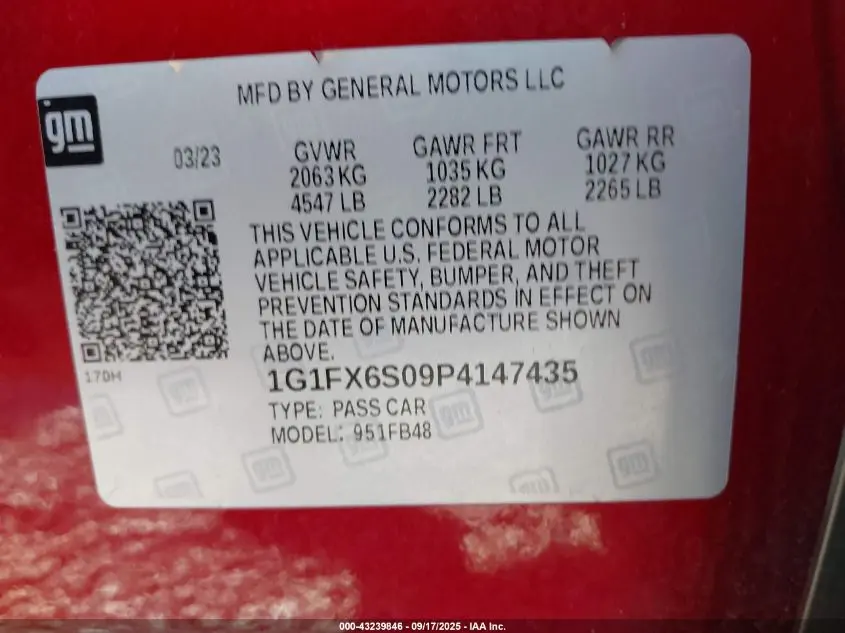 MFD BY GENERAL MOTORS LLC
gm
03/23
GVWR
2063 KG
4547 LB
GAWR FRT
1035 KG
2282 LB
GAWR RR
1027 KG
2265 LB
THIS VEHICLE CONFORMS TO ALL
APPLICABLE U.S. FEDERAL MOTOR
VEHICLE SAFETY, BUMPER, AND THEFT
PREVENTION STANDARDS IN EFFECT ON
THE DATE OF MANUFACTURE SHOWN
ABOVE.
170H
1G1FX6S09P4147435
TYPE: PASS CAR
MODEL: 951FB48
000-43239846 - 09/17/2025 - IAA Inc.